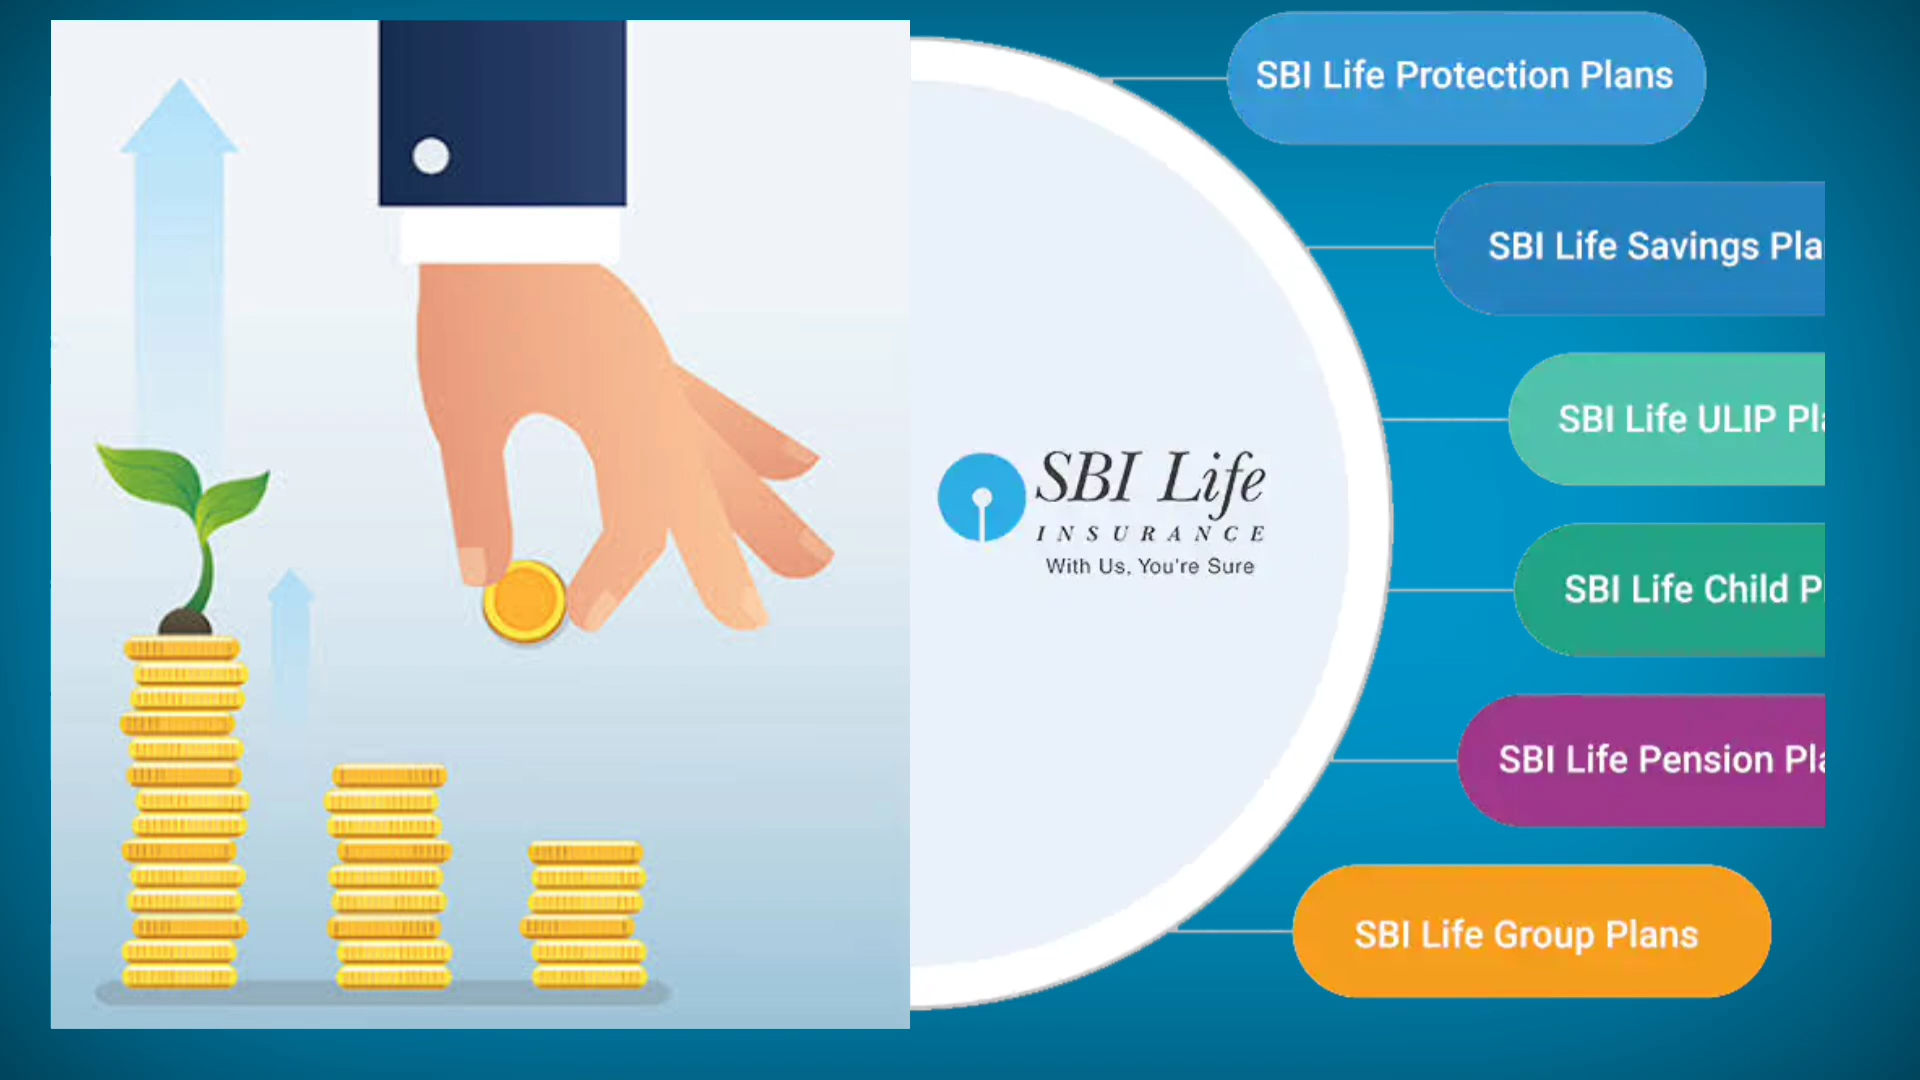 SBI Life Protection Plans
SBI Life Savings Pla
SBI Life ULIP Pl
SBI Life
INSURANCE
With Us, You're Sure
SBI Life Child P
SBI Life Pension Pla
SBI Life Group Plans